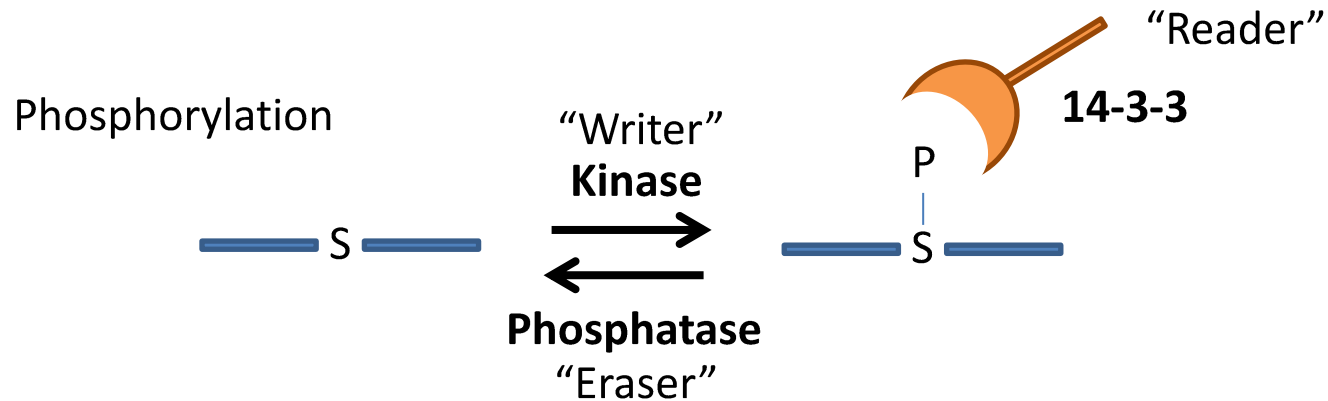 Phosphorylation
“Writer”
Kinase
S
Phosphatase
“Eraser”
“Reader”
14-3-3
P
S